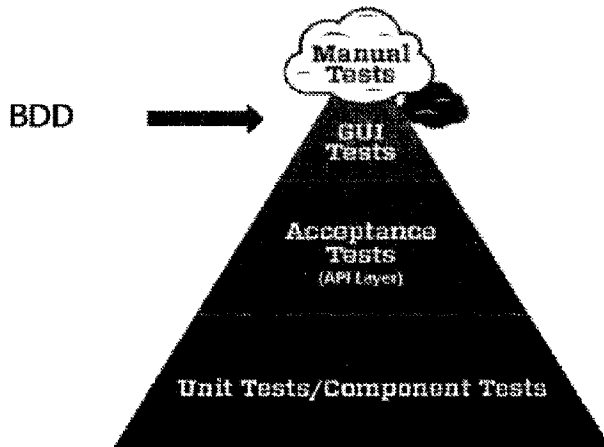 Manual
Tests
BDD
GUI
Tests
Acceptance
Tests
(API Layer)
Unit Tests/Component Tests